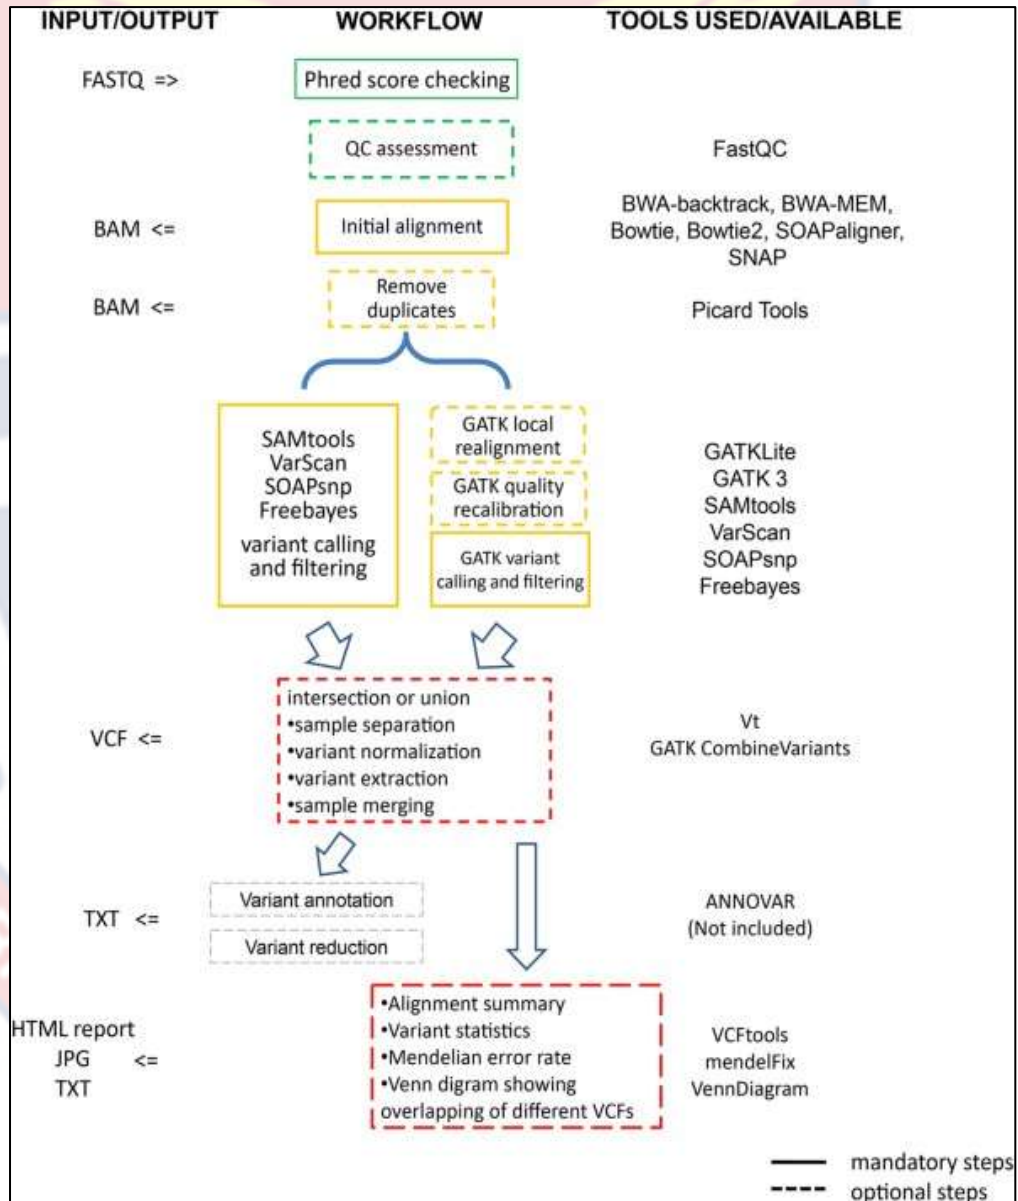 INPUT/OUTPUT WORKFLOW TOOLS USED/AVAILABLE
FASTQ => Phred score checking
QC assessment FastQC
BAM <= Initial alignment
BWA-backtrack, BWA-MEM,
Bowtie, Bowtie2, SOAPaligner,
SNAP
BAM <=
Remove
duplicates
Picard Tools
SAMtools
VarScan
SOAPsnp
Freebayes
variant calling
and filtering
GATK local
realignment
GATK quality
recalibration
GATK variant
calling and filtering
GATKLite
GATK 3
SAMtools
VarScan
SOAPsnp
Freebayes
VCF <=
intersection or union
•sample separation
•variant normalization
•variant extraction
•sample merging
Vt
GATK CombineVariants
TXT <=
Variant annotation
Variant reduction
ANNOVAR
(Not included)
HTML report
JPG <=
TXT
•Alignment summary
•Variant statistics
•Mendelian error rate
•Venn digram showing
overlapping of different VCFs
VCFtools
mendelFix
VennDiagram
mandatory steps
optional steps